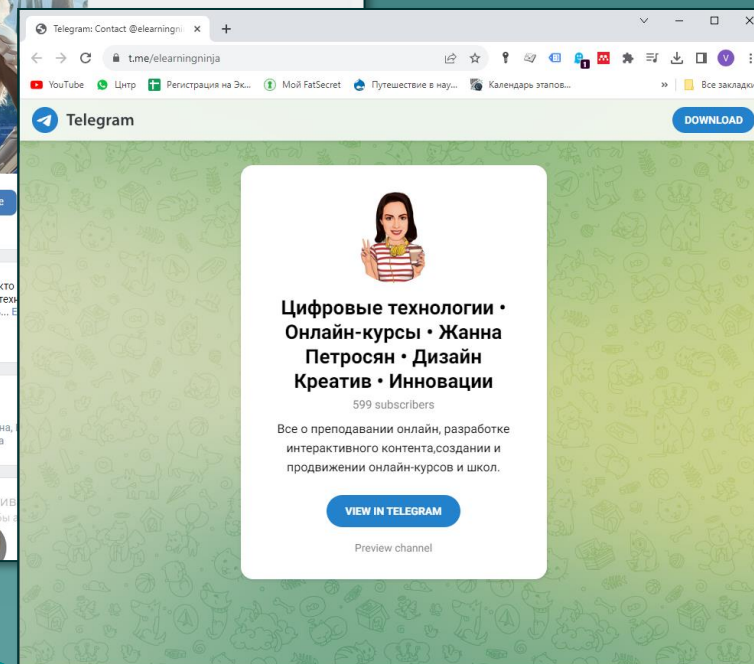 Telegram: Contact @elearningni
t.me/elearningninja
1
V
YouTube
Цнтр
Регистрация на Эк...
Мой FatSecret
Путешествие в нау...
Календарь этапов...
»
Все закладки
Telegram
DOWNLOAD
Цифровые технологии •
Онлайн-курсы • Жанна
Петросян • Дизайн
Креатив • Инновации
599 subscribers
Все о преподавании онлайн, разработке
интерактивного контента,создании и
продвижении онлайн-курсов и школ.
VIEW IN TELEGRAM
Preview channel